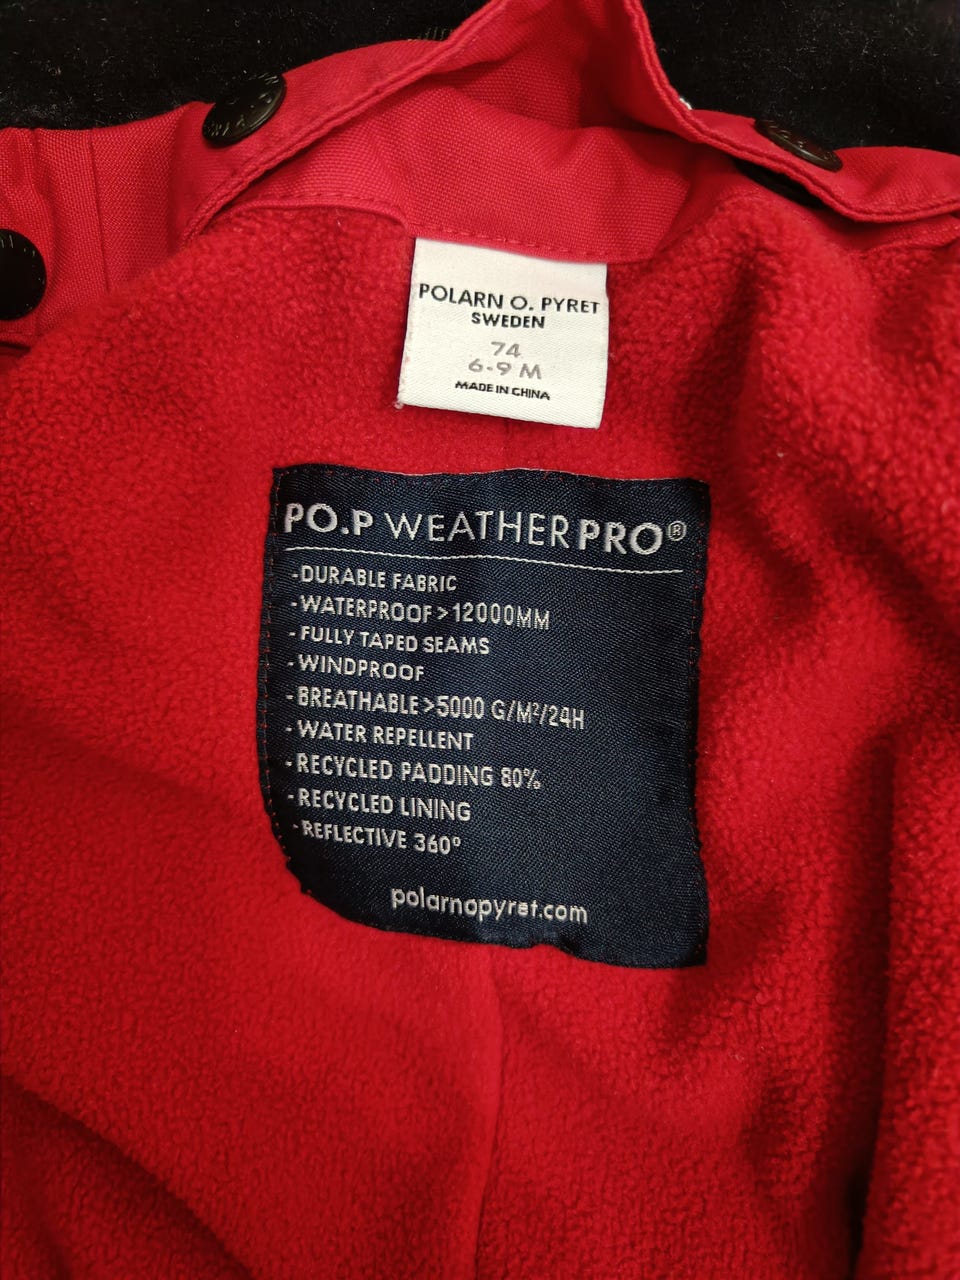 POLARN O. PYRET
SWEDEN
74
6-9 M
MADE IN CHINA
PO.P WEATHERPRO®
-DURABLE FABRIC
-WATERPROOF>12000MM
-FULLY TAPED SEAMS
-WINDPROOF
-BREATHABLE>5000 G/M²/24H
-WATER REPELLENT
-RECYCLED PADDING 80%
-RECYCLED LINING
-REFLECTIVE 360°
polarnopyret.com